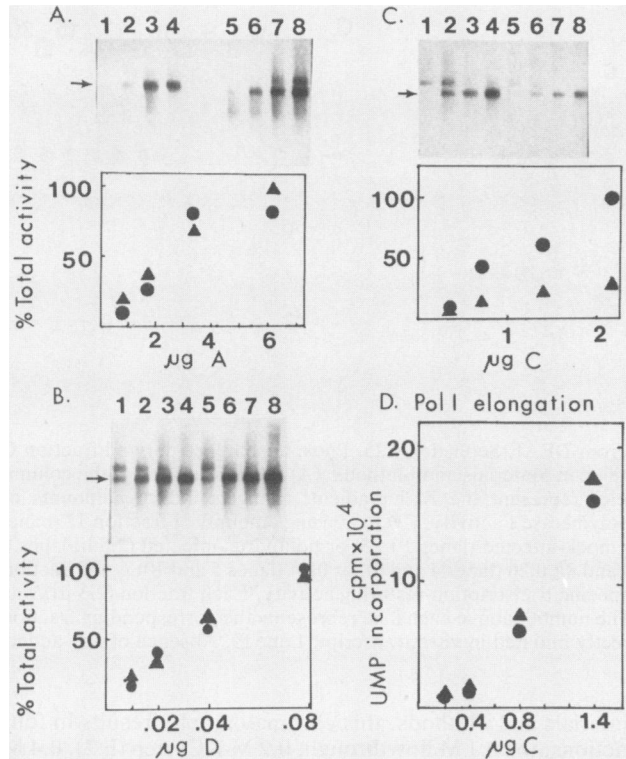 A.
1 2 3 4 5 6 7 8
% Total activity
100
50
2 4 6
µg A
B.
1 2 3 4 5 6 7 8
% Total activity
100
50
.02 .04 .08
µg D
C.
1 2 3 4 5 6 7 8
100
50
1 2
µg C
D. Pol I elongation
UMP incorporation
cpm×10⁻⁴
20
10
0.4 0.8 1.4
µg C